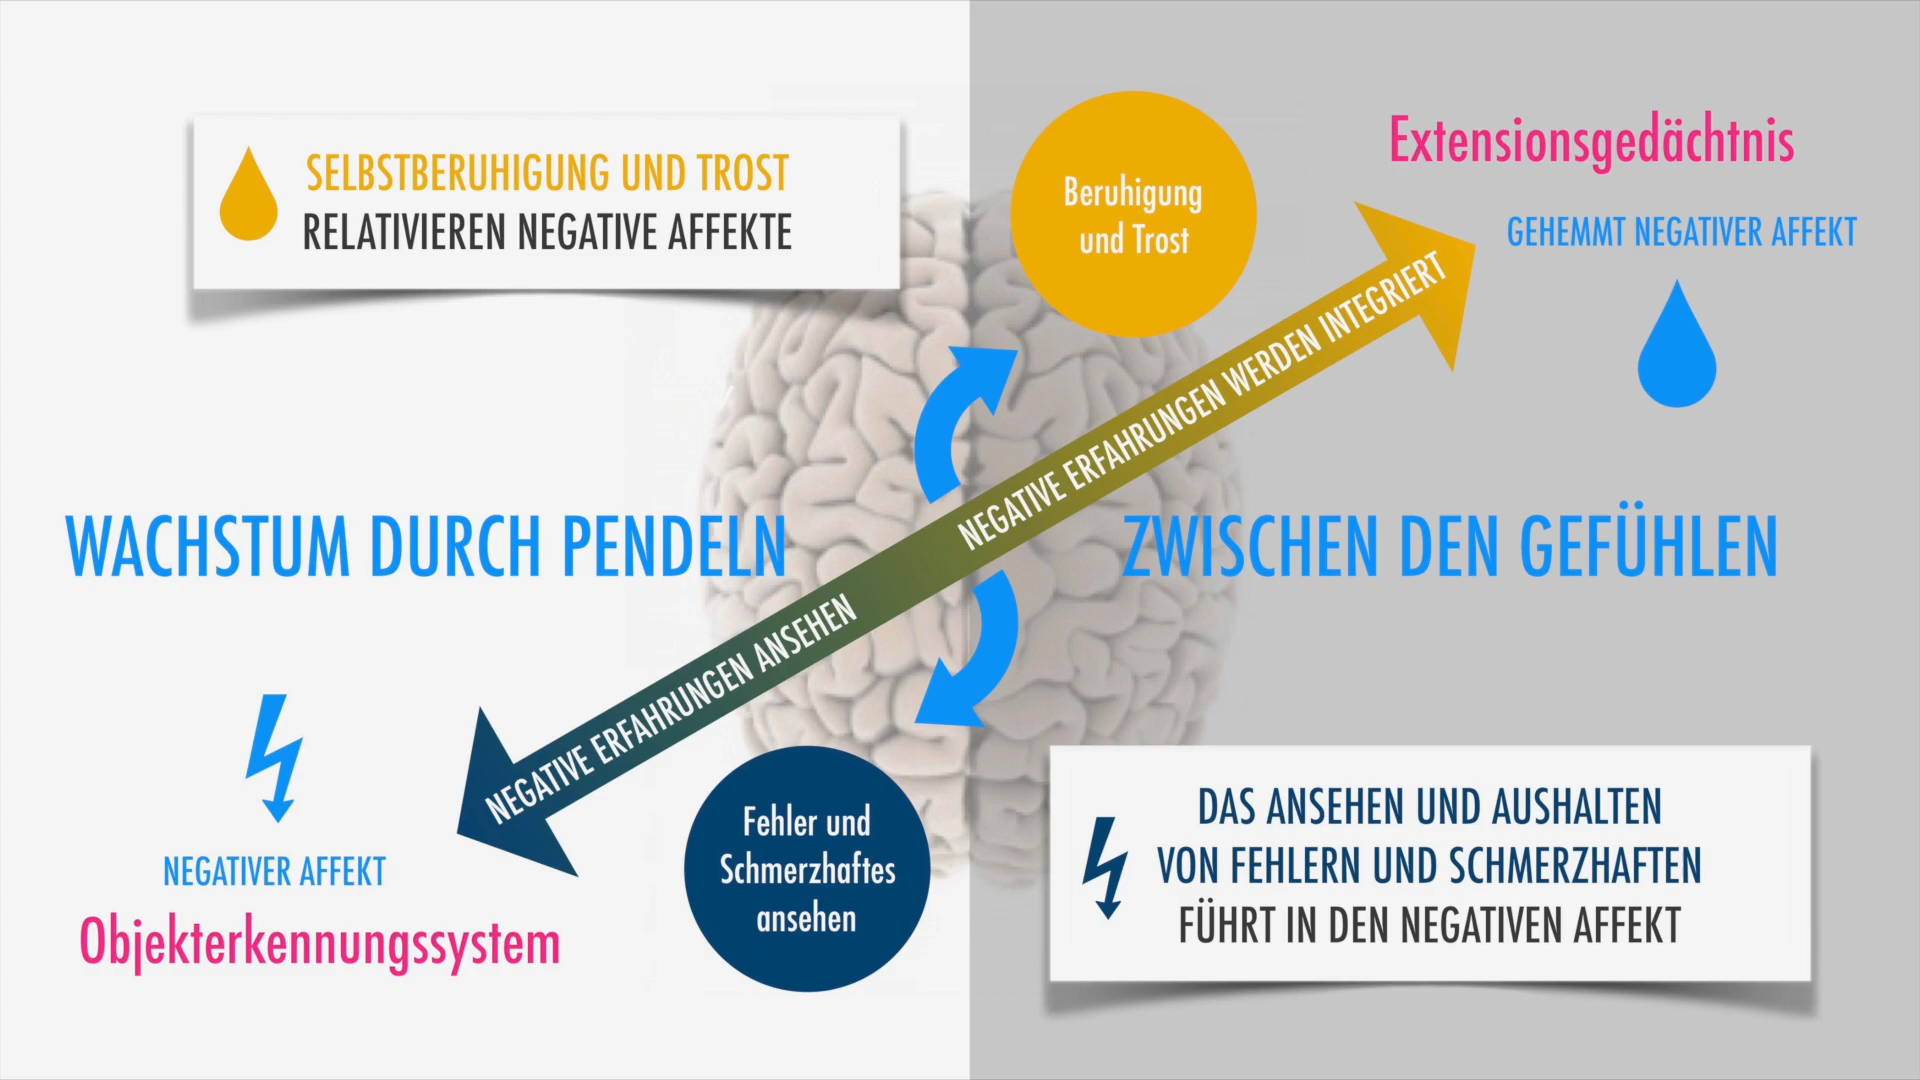 SELBSTBERUHIGUNG UND TROST
RELATIVIEREN NEGATIVE AFFEKTE
Beruhigung
und Trost
Extensionsgedächtnis
GEHEMMT NEGATIVER AFFEKT
NEGATIVE ERFAHRUNGEN WERDEN INTEGRIERT
WACHSTUM DURCH PENDELN ZWISCHEN DEN GEFÜHLEN
NEGATIVE ERFAHRUNGEN ANSEHEN
NEGATIVER AFFEKT
Objekterkennungssystem
Fehler und
Schmerzhaftes
ansehen
DAS ANSEHEN UND AUSHALTEN
VON FEHLERN UND SCHMERZHAFTEN
FÜHRT IN DEN NEGATIVEN AFFEKT